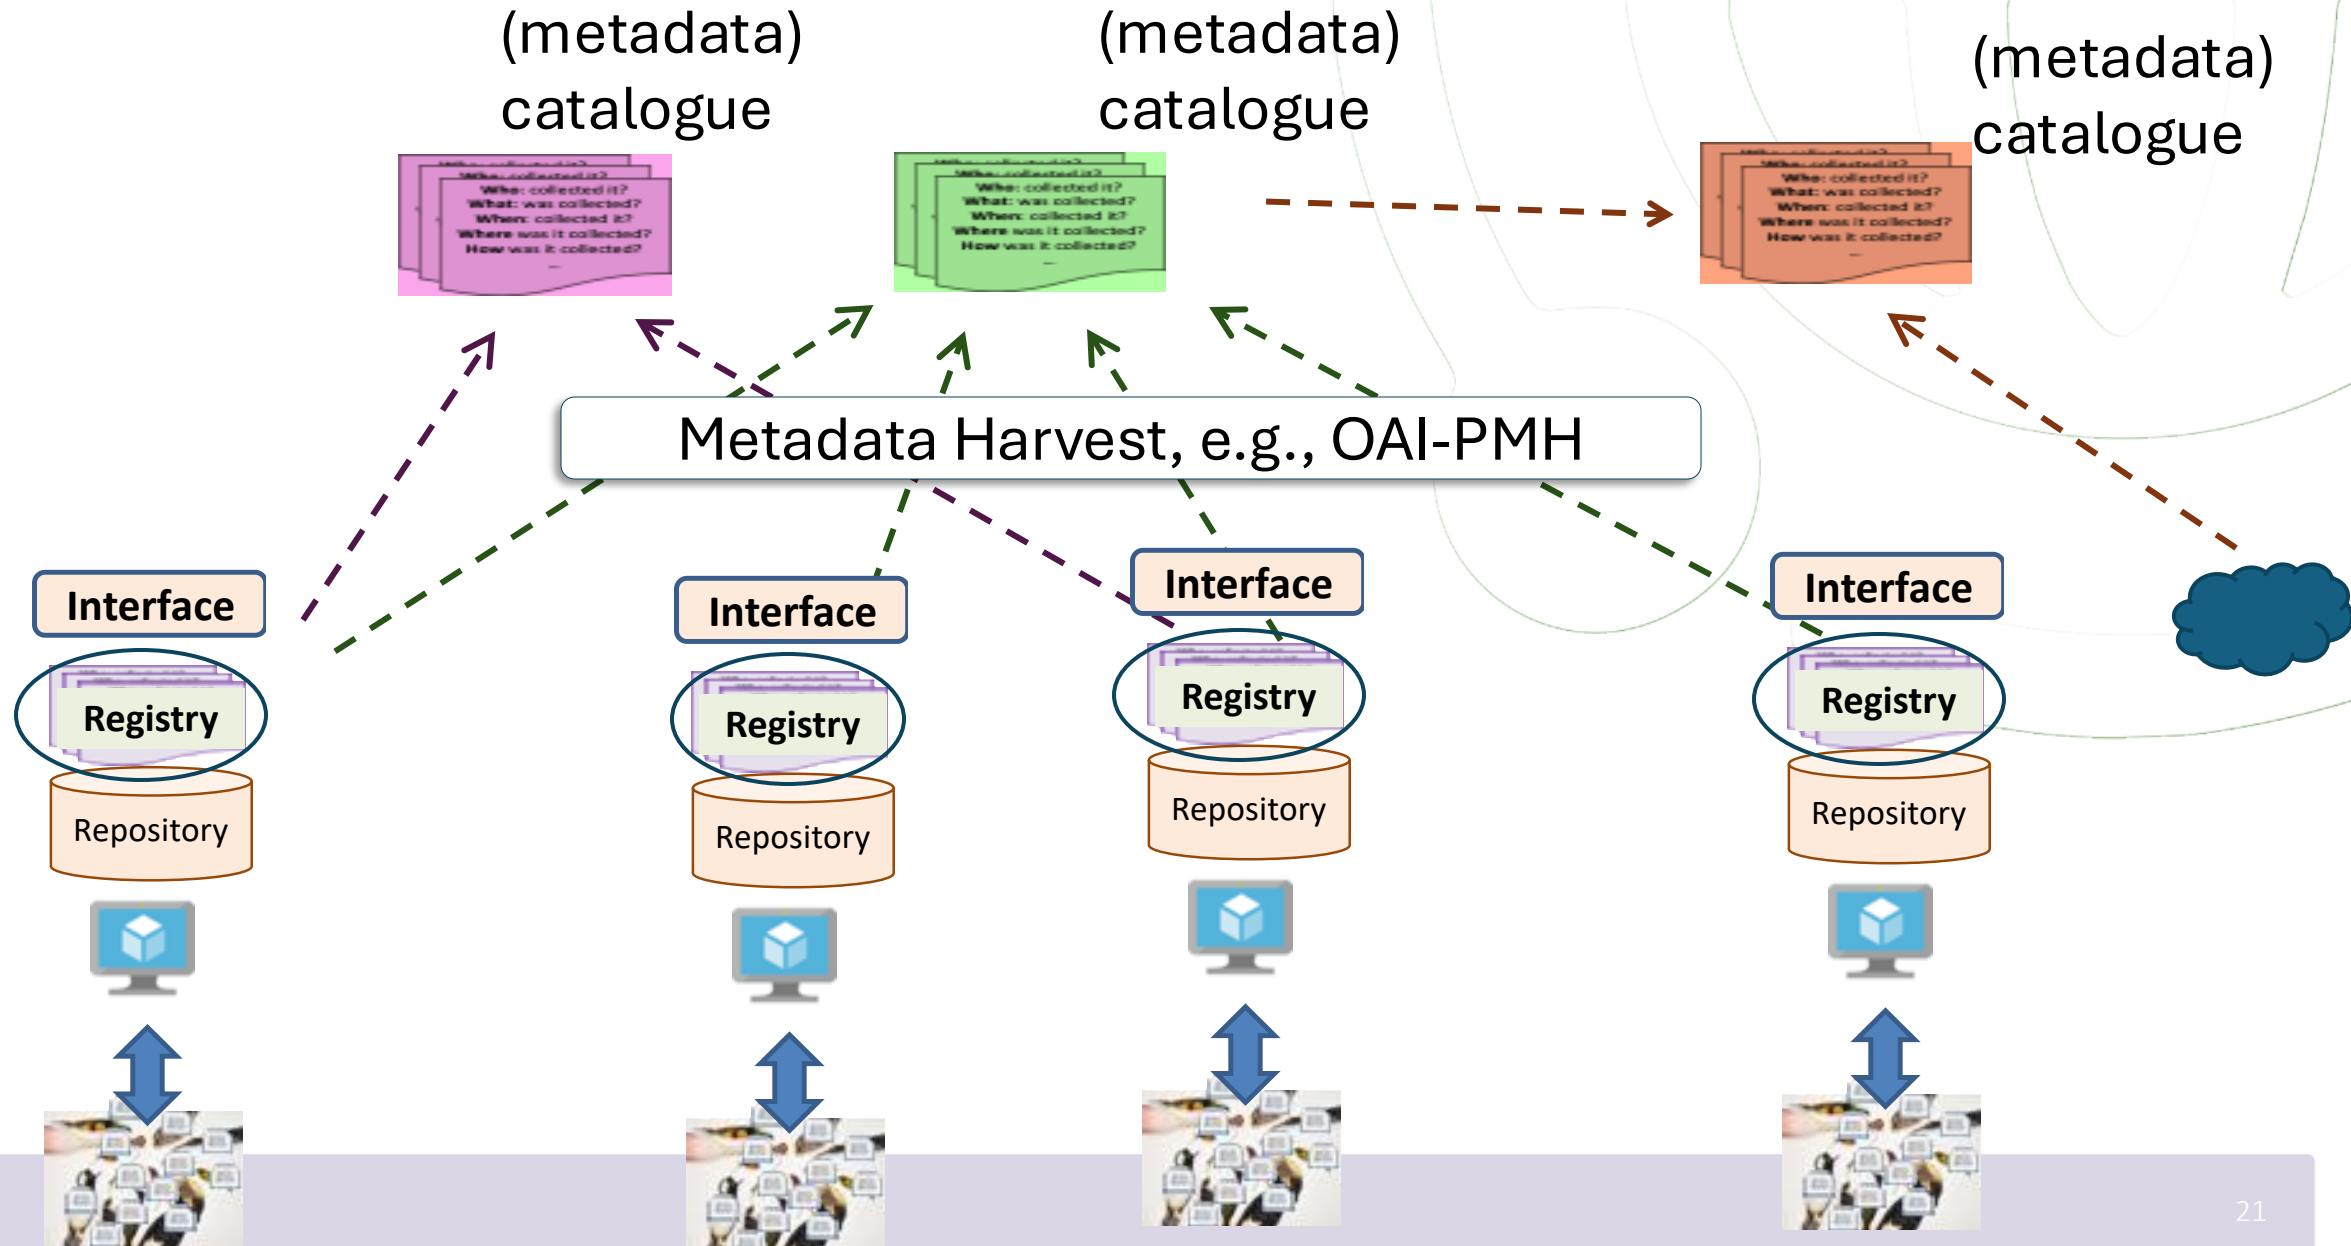 (metadata)
catalogue
(metadata)
catalogue
(metadata)
catalogue
Who: collected it?
What: was collected?
When: collected it?
Where was it collected?
How was it collected?
Who: collected it?
What: was collected?
When: collected it?
Where was it collected?
How was it collected?
Who: collected it?
What: was collected?
When: collected it?
Where was it collected?
How was it collected?
Metadata Harvest, e.g., OAI-PMH
Interface
Registry
Repository
Interface
Registry
Repository
Interface
Registry
Repository
Interface
Registry
Repository
21